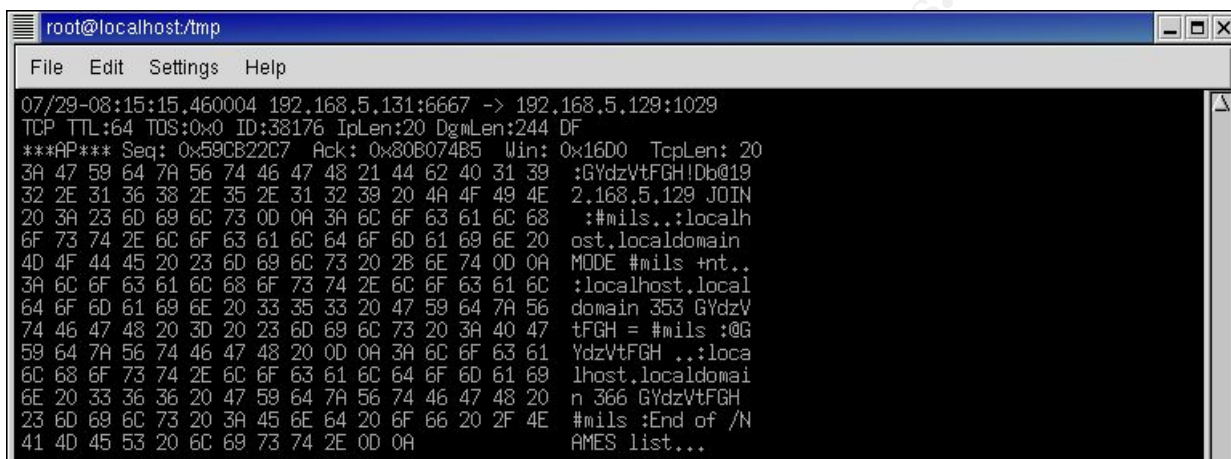 root@localhost:/tmp
File Edit Settings Help
07/29-08:15:15.460004 192.168.5.131:6667 -> 192.168.5.129:1029
TCP TTL:64 TOS:0x0 ID:38176 IpLen:20 DgmLen:244 DF
***AP*** Seq: 0x59CB22C7 Ack: 0x80B074B5 Win: 0x16D0 TcpLen: 20
3A 47 59 64 7A 56 74 46 47 48 21 44 62 40 31 39 :GYdzVtFGH!Db@19
32 2E 31 36 38 2E 35 2E 31 32 39 20 4A 4F 49 4E 2.168.5.129 JOIN
20 3A 23 6D 69 6C 73 0D 0A 3A 6C 6F 63 61 6C 68 :#mils..:localh
6F 73 74 2E 6C 6F 63 61 6C 64 6F 6D 61 69 6E 20 ost.localdomain
4D 4F 44 45 20 23 6D 69 6C 73 20 2B 6E 74 0D 0A MODE #mils +nt..
3A 6C 6F 63 61 6C 68 6F 73 74 2E 6C 6F 63 61 6C :localhost.local
64 6F 6D 61 69 6E 20 33 35 33 20 47 59 64 7A 56 domain 353 GYdzV
74 46 47 48 20 3D 20 23 6D 69 6C 73 20 3A 40 47 tFGH = #mils :@G
59 64 7A 56 74 46 47 48 20 0D 0A 3A 6C 6F 63 61 YdzVtFGH ..:loca
6C 68 6F 73 74 2E 6C 6F 63 61 6C 64 6F 6D 61 69 lhost.localdomai
6E 20 33 36 36 20 47 59 64 7A 56 74 46 47 48 20 n 366 GYdzVtFGH
23 6D 69 6C 73 20 3A 45 6E 64 20 6F 66 20 2F 4E #mils :End of /N
41 4D 45 53 20 6C 69 73 74 2E 0D 0A AMES list...